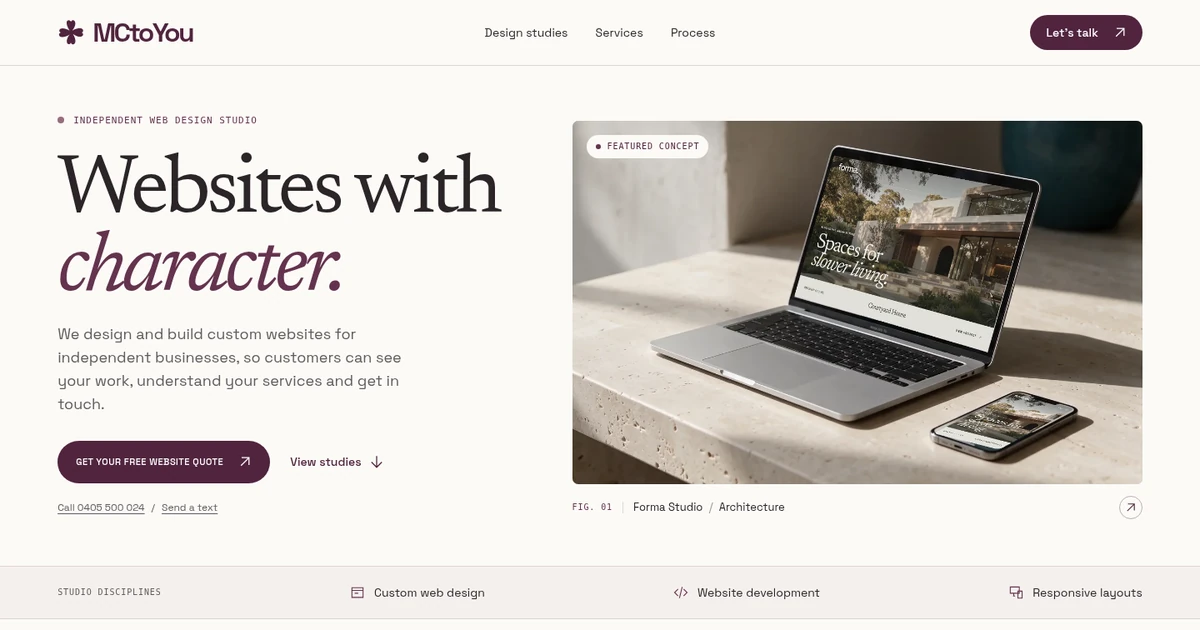 MCtoYou
Design studies
Services
Process
Let's talk
INDEPENDENT WEB DESIGN STUDIO
Websites with
character.
We design and build custom websites for
independent businesses, so customers can see
your work, understand your services and get in
touch.
GET YOUR FREE WEBSITE QUOTE
View studies
Call 0405 500 024 / Send a text
FEATURED CONCEPT
forma
Spaces for
slower living.
Courtyard House
Spaces for
FIG. 01
Forma Studio / Architecture
STUDIO DISCIPLINES
Custom web design
Website development
Responsive layouts